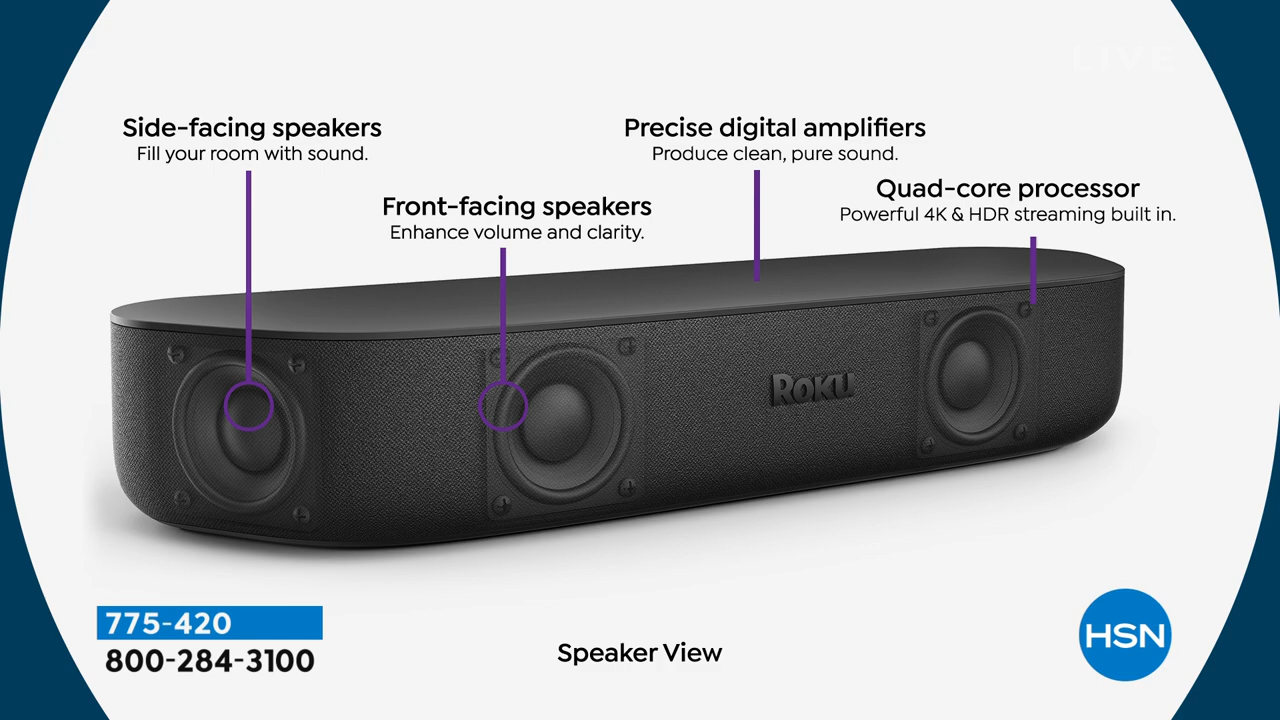 LIVE
Side-facing speakers
Fill your room with sound.
Precise digital amplifiers
Produce clean, pure sound.
Quad-core processor
Powerful 4K & HDR streaming built in.
Front-facing speakers
Enhance volume and clarity.
ROKU
775-420
800-284-3100
Speaker View
HSN